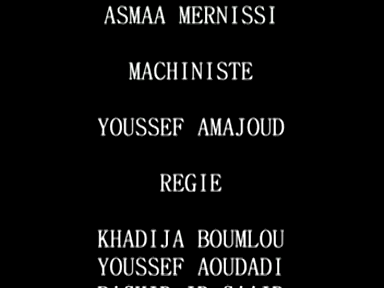 ASMAA MERNISSI
MACHINISTE
YOUSSEF AMAJOUD
REGIE
KHADIJA BOUMLOU
YOUSSEF AOUDADI